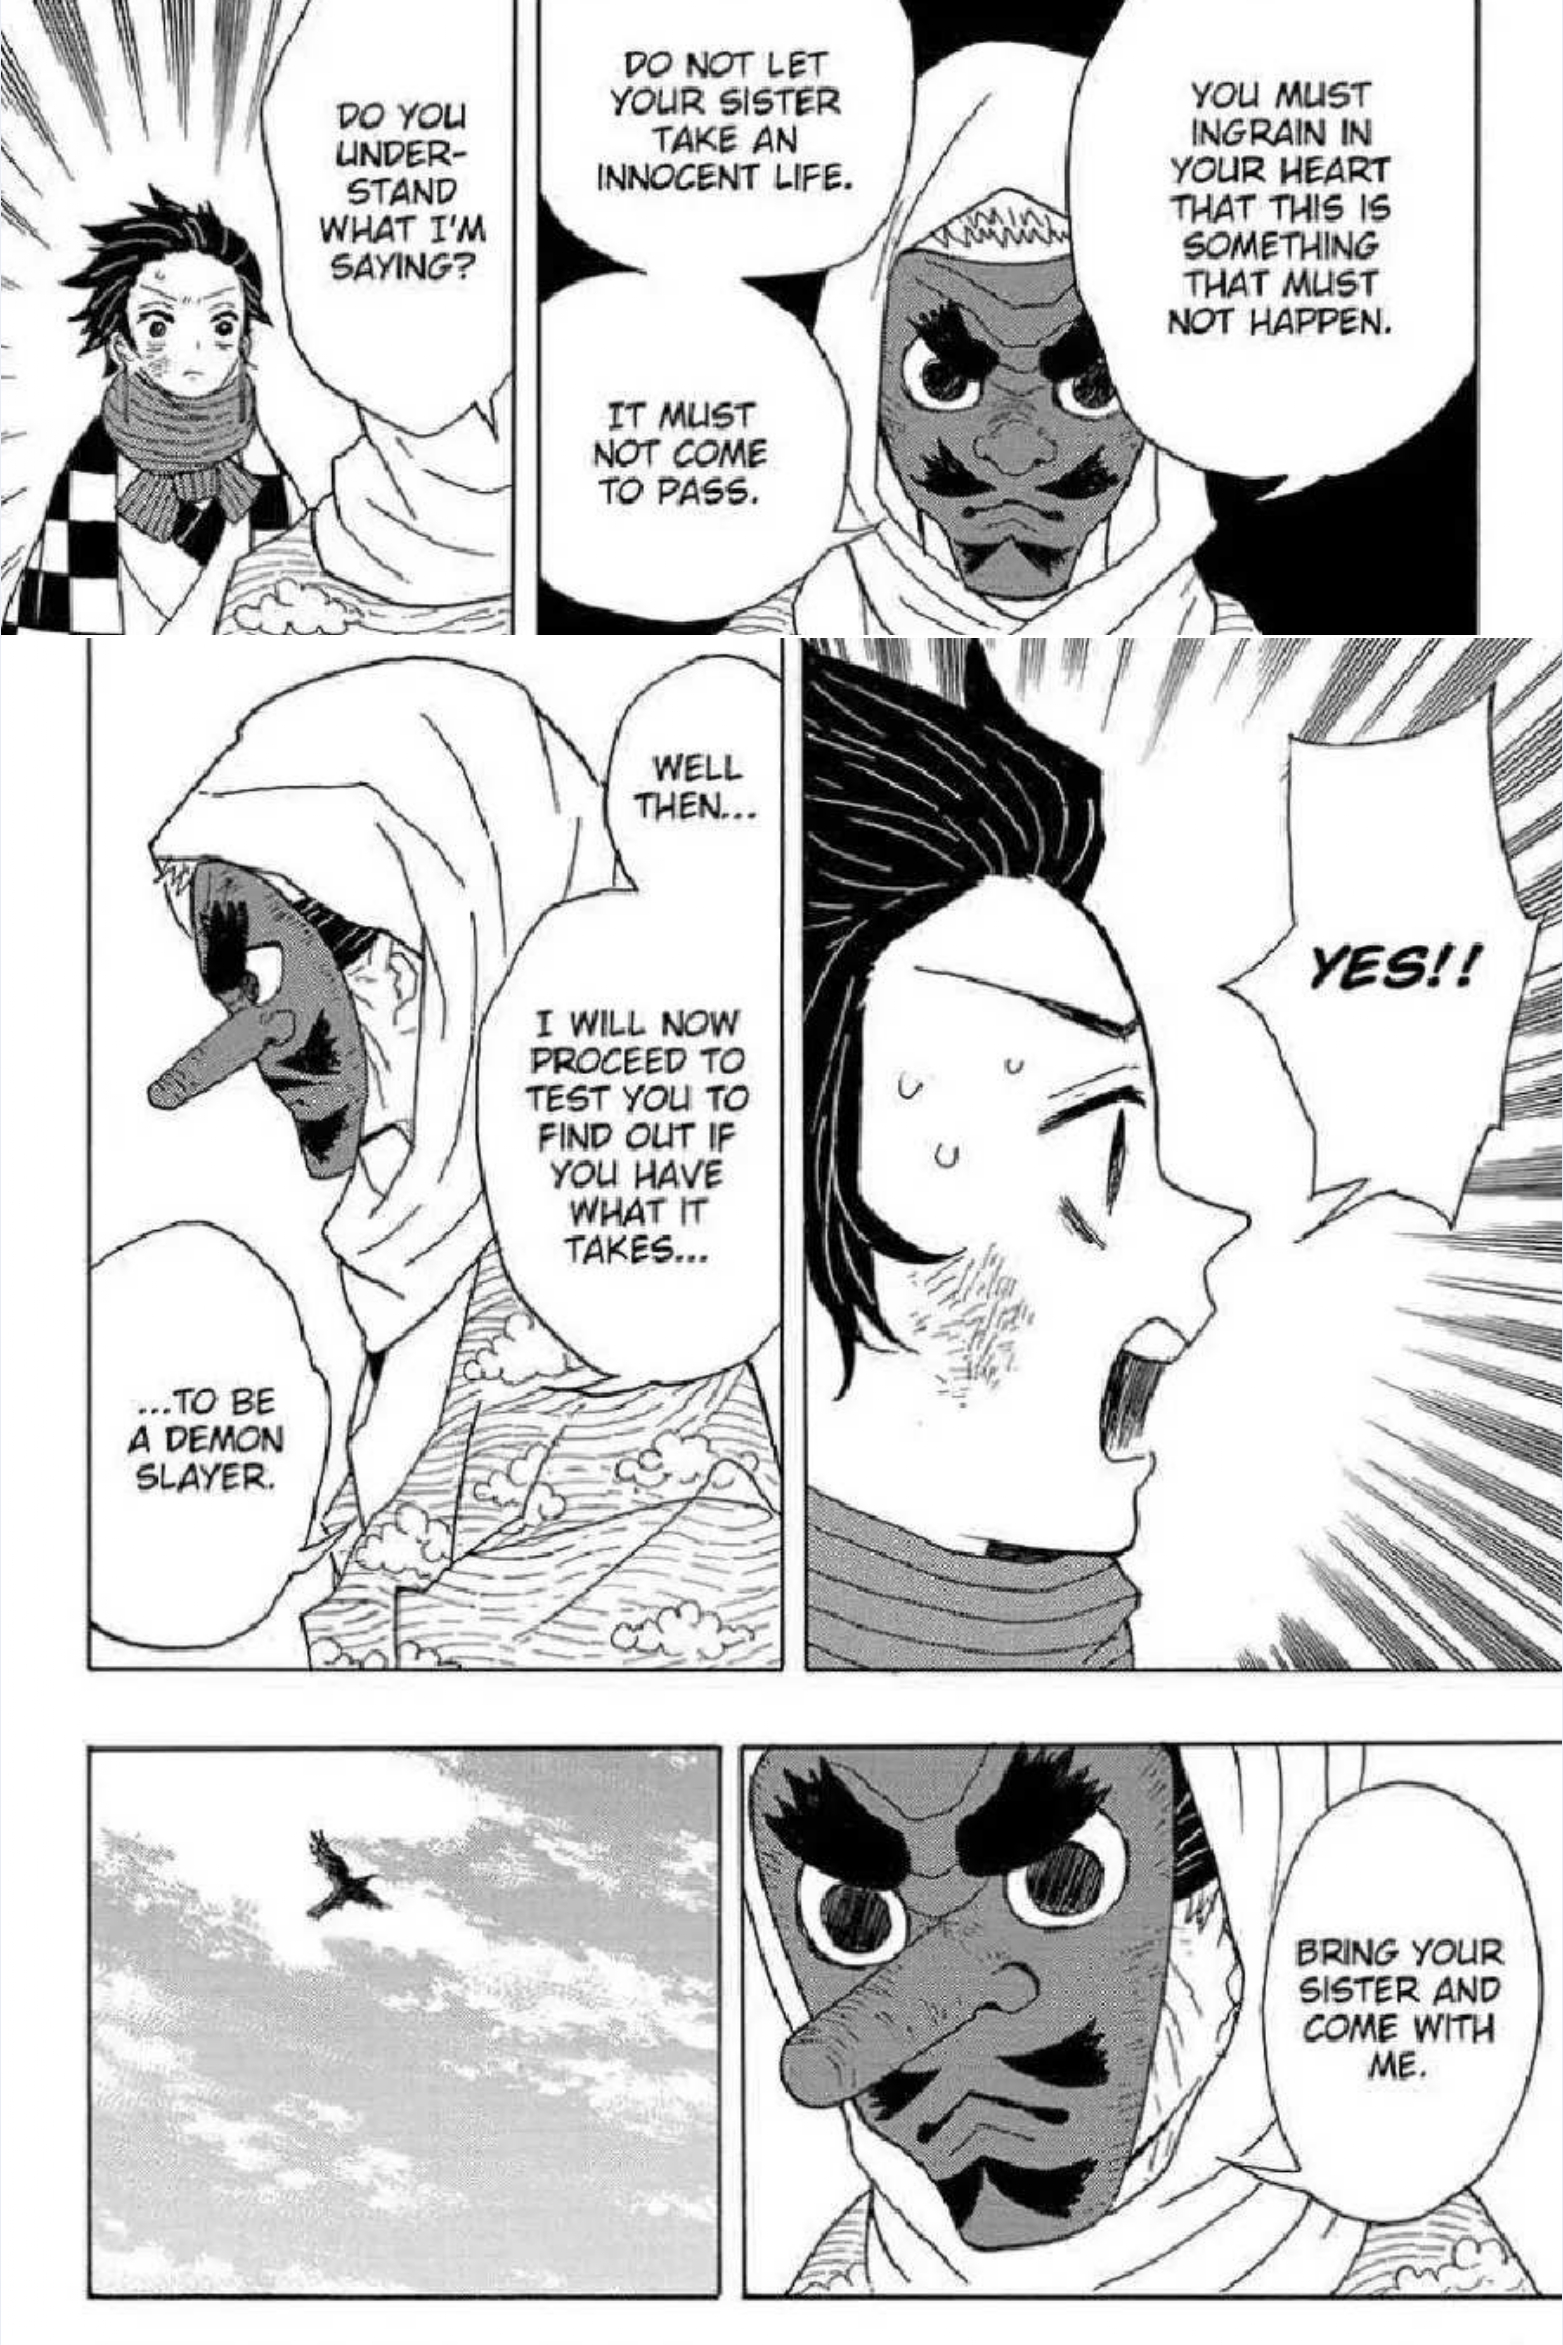 YOU MUST
INGRAIN IN
YOUR HEART
THAT THIS IS
SOMETHING
THAT MUST
NOT HAPPEN.
DO NOT LET
YOUR SISTER
TAKE AN
INNOCENT LIFE.
IT MUST
NOT COME
TO PASS.
DO YOU
UNDER-
STAND
WHAT I'M
SAYING?
YES!!
WELL
THEN...
I WILL NOW
PROCEED TO
TEST YOU TO
FIND OUT IF
YOU HAVE
WHAT IT
TAKES...
...TO BE
A DEMON
SLAYER.
BRING YOUR
SISTER AND
COME WITH
ME.